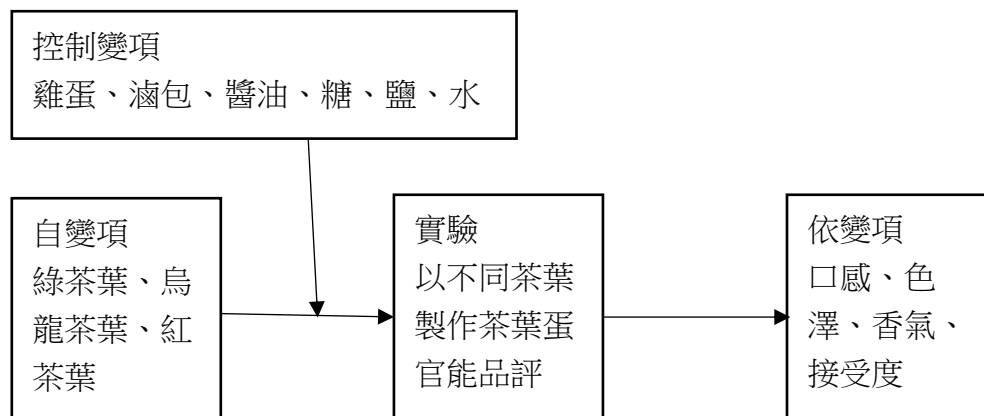 控制變項
雞蛋、滷包、醬油、糖、鹽、水
自變項
綠茶葉、烏
龍茶葉、紅
茶葉
實驗
以不同茶葉
製作茶葉蛋
官能品評
依變項
口感、色
澤、香氣、
接受度